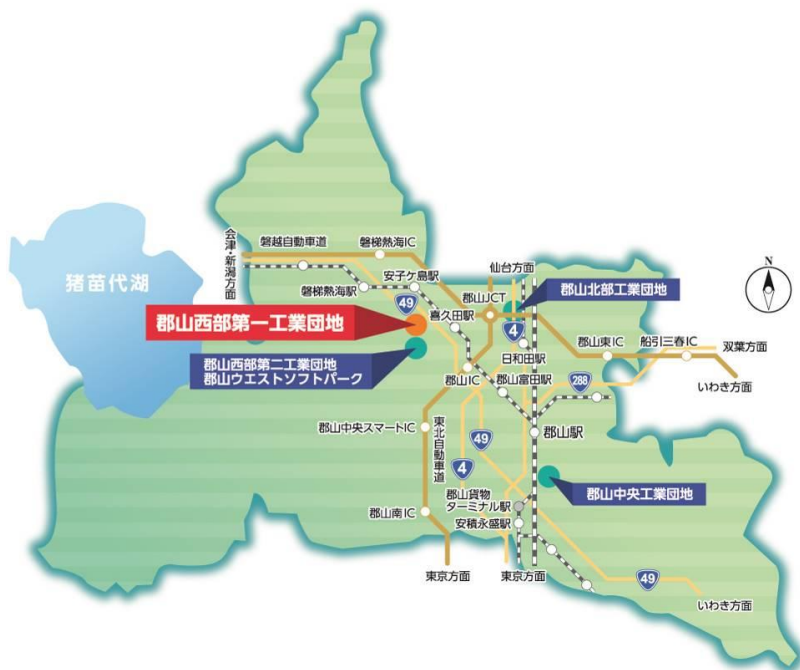 猪苗代湖
会津・新潟方面
磐越自動車道
磐梯熱海IC
磐梯熱海駅
安子ケ島駅
49
喜久田駅
郡山JCT
仙台方面
郡山北部工業団地
4
日和田駅
郡山西部第一工業団地
郡山西部第二工業団地
郡山ウエストソフトパーク
郡山IC
郡山富田駅
郡山東IC
船引三春IC
双葉方面
いわき方面
288
N
郡山中央スマートIC
東北自動車道
49
4
郡山駅
郡山中央工業団地
郡山貨物
ターミナル駅
安積永盛駅
郡山南IC
東京方面
東京方面
49
いわき方面